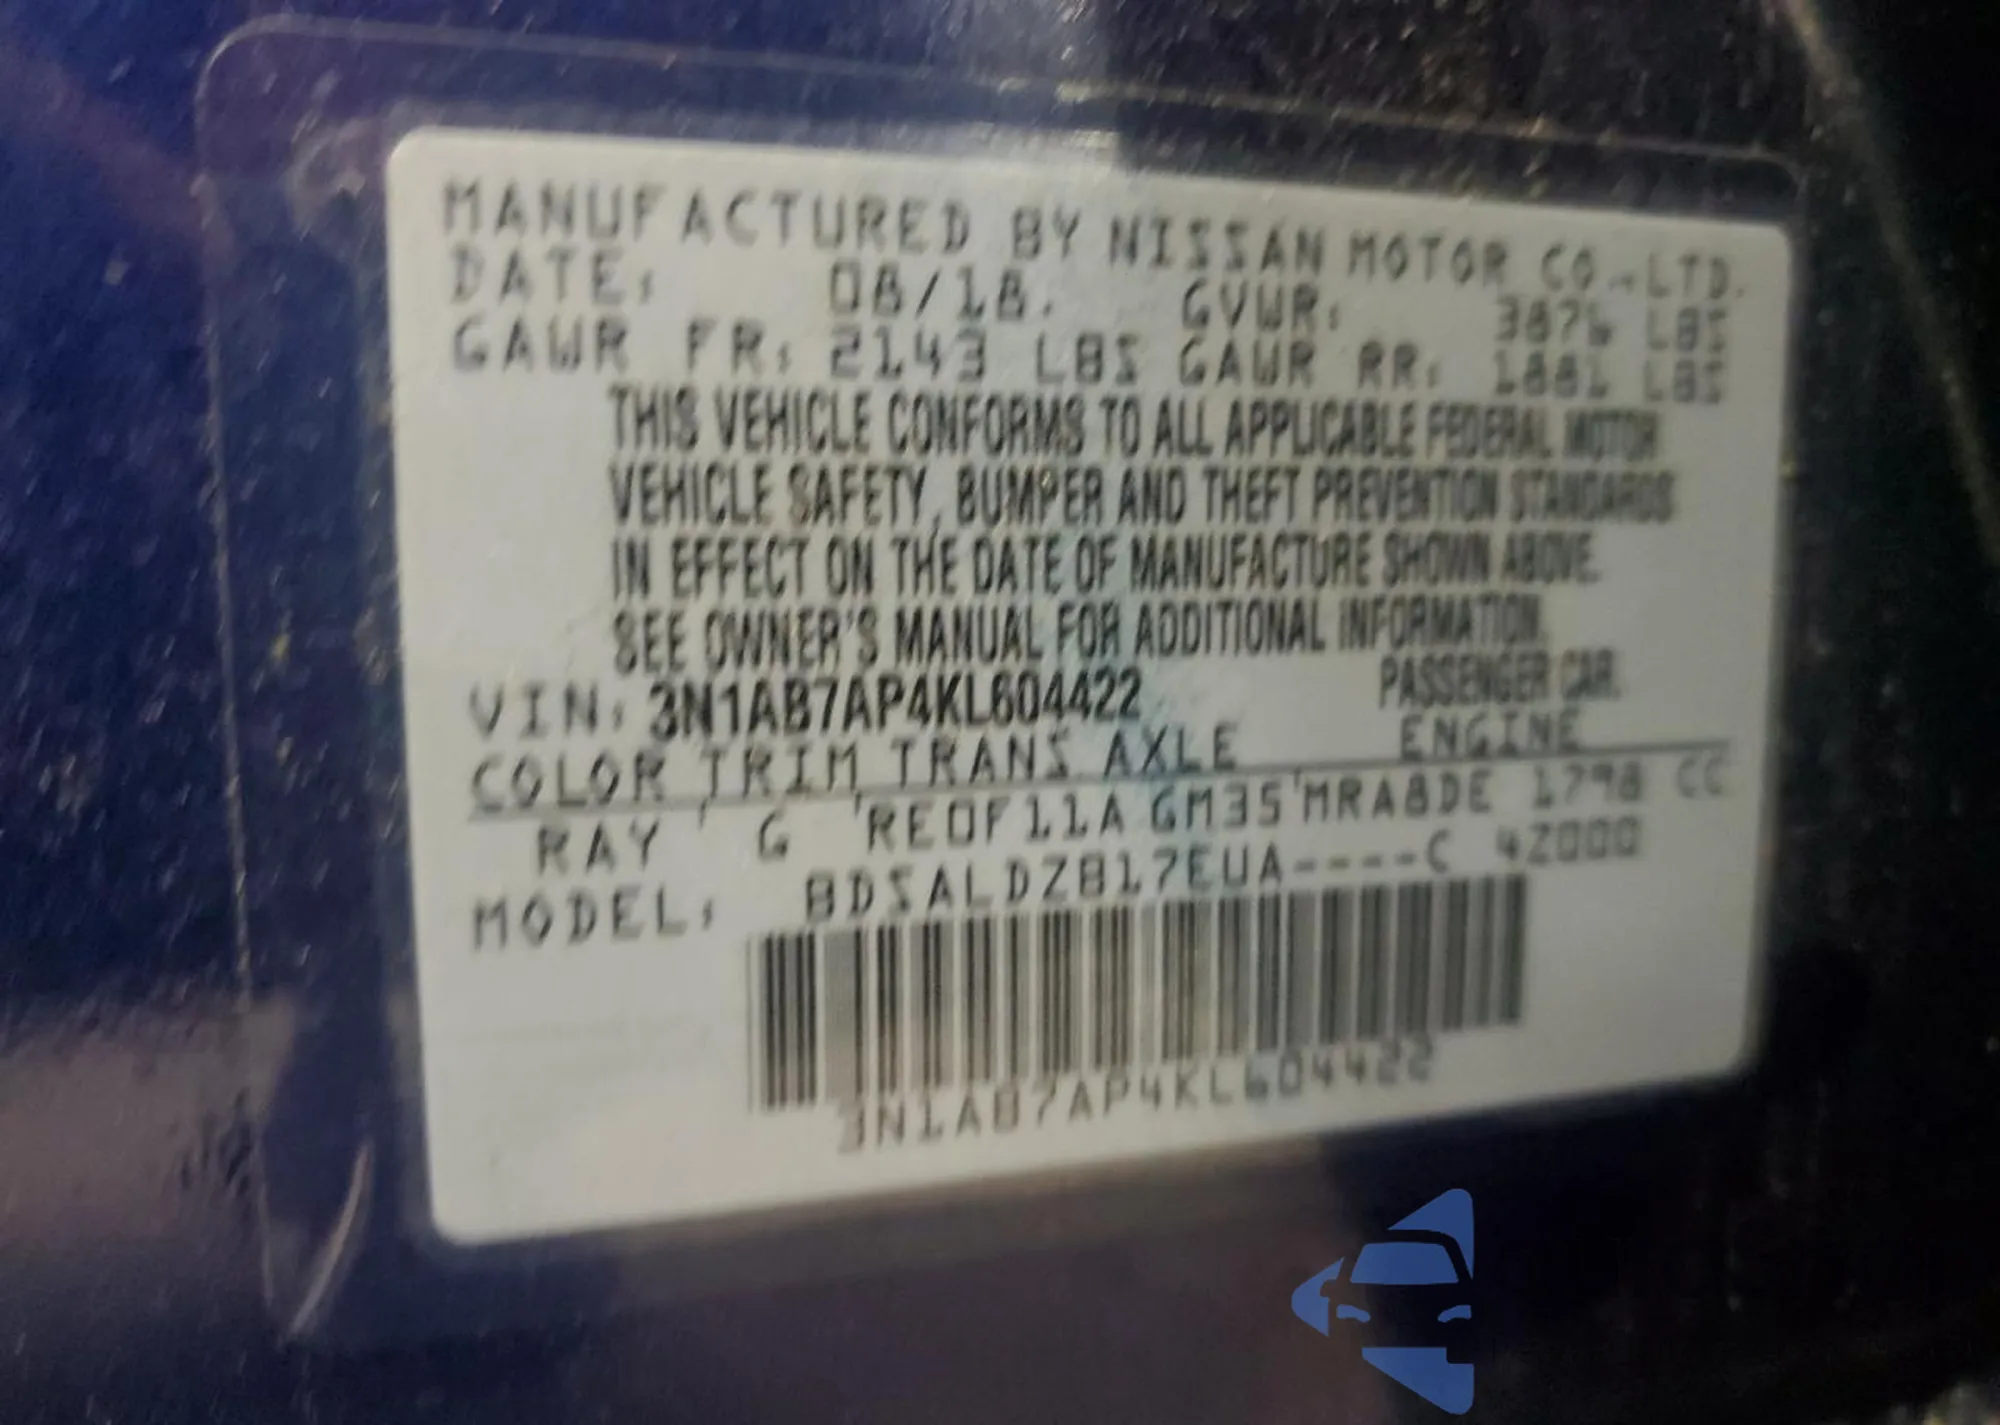 MANUFACTURED BY NISSAN MOTOR CO.,LTD.
DATE: 08/18. GVWR: 3876 LBS
GAWR FR: 2143 LBS GAWR RR: 1881 LBS
THIS VEHICLE CONFORMS TO ALL APPLICABLE FEDERAL MOTOR
VEHICLE SAFETY, BUMPER AND THEFT PREVENTION STANDARDS
IN EFFECT ON THE DATE OF MANUFACTURE SHOWN ABOVE.
SEE OWNER'S MANUAL FOR ADDITIONAL INFORMATION.
VIN: 3N1AB7AP4KL604422 PASSENGER CAR.
COLOR TRIM TRANS AXLE ENGINE
RAY G RE0F11A GM35 MRA8DE 1798 CC
MODEL: BDSALDZB17EUA----C 4Z000
3N1AB7AP4KL604422